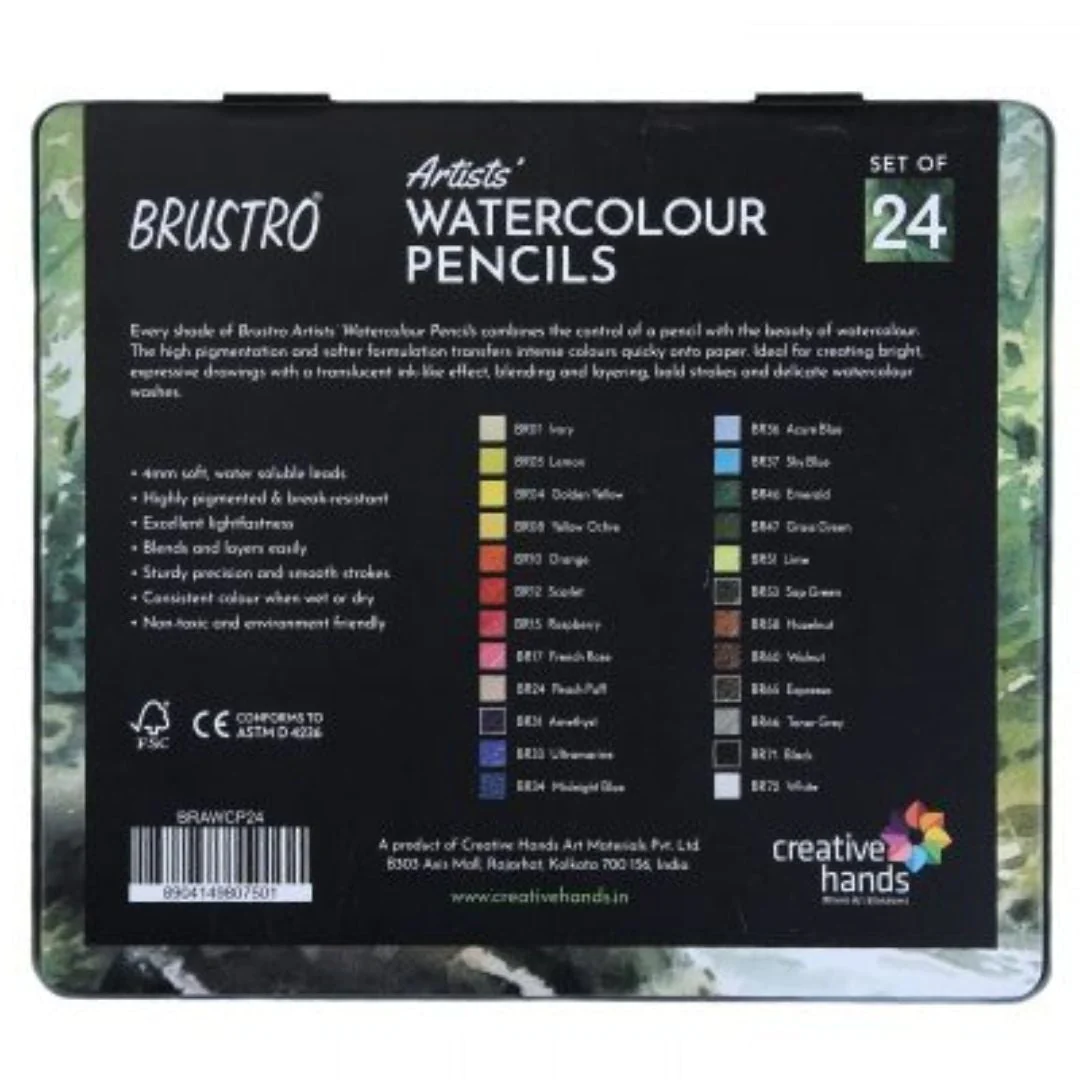 BRUSTRO®
Artists'
WATERCOLOUR
PENCILS
SET OF
24
Every shade of Brustro Artists' Watercolour Pencils combines the control of a pencil with the beauty of watercolour.
The high pigmentation and softer formulation transfers intense colours quicky onto paper. Ideal for creating bright,
expressive drawings with a translucent ink-like effect, blending and layering, bold strokes and delicate watercolour
washes.
• 4mm soft, water soluble leads
• Highly pigmented & break-resistant
• Excellent lightfastness
• Blends and layers easily
• Sturdy precision and smooth strokes
• Consistent colour when wet or dry
• Non-toxic and environment friendly
BR01 Ivory
BR03 Lemon
BR04 Golden Yellow
BR08 Yellow Ochre
BR10 Orange
BR12 Scarlet
BR15 Raspberry
BR17 French Rose
BR24 Peach Puff
BR31 Amethyst
BR33 Ultramarine
BR34 Midnight Blue
BR36 Azure Blue
BR37 Sky Blue
BR46 Emerald
BR47 Grass Green
BR51 Lime
BR53 Sap Green
BR58 Hazelnut
BR60 Walnut
BR65 Espresso
Grey
BR71 Black
BR72 White
FSC
CE
CONFORMS TO
ASTM D 4236
BRAWCP24
8904149807501
A product of Creative Hands Art Materials Pvt. Ltd.
B303 Axis Mall, Rajarhat, Kolkata 700 156, India
www.creativehands.in
creative
hands
Where Art Blossoms